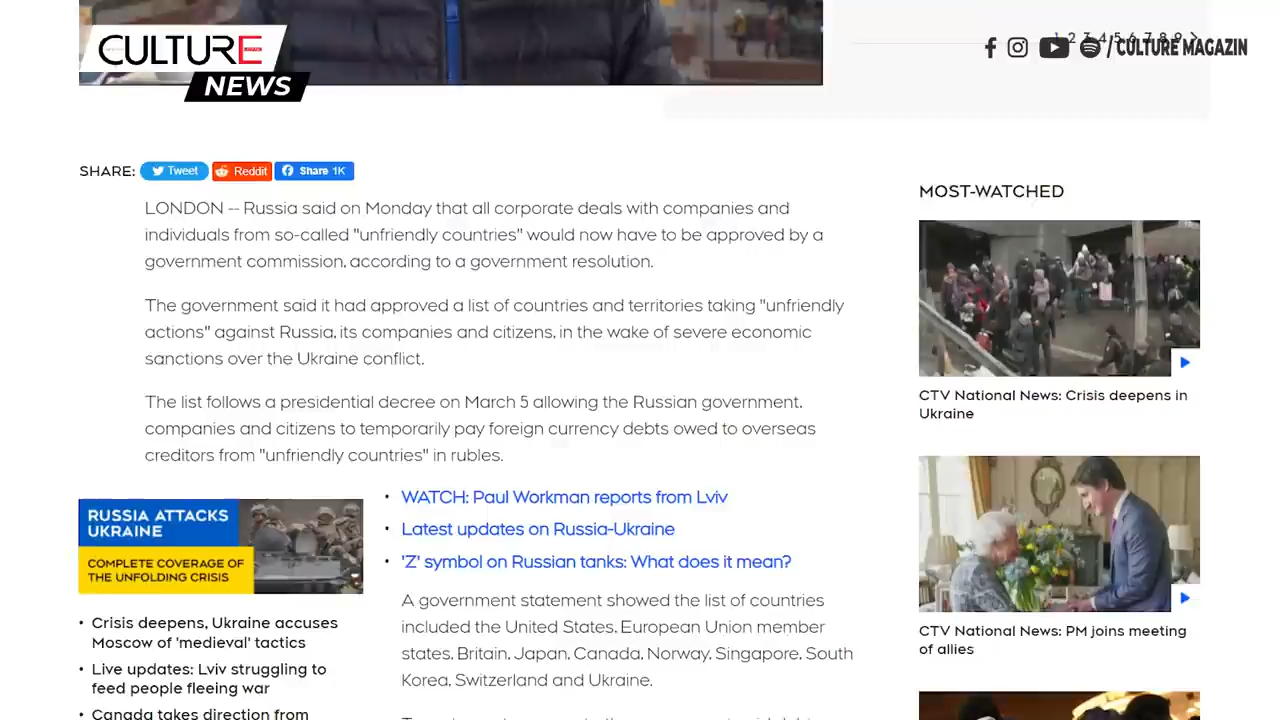 CULTURE
NEWS
1 2 3 4 5 6 7 8 9
/ CULTURE MAGAZIN
SHARE: Tweet Reddit Share 1K
LONDON -- Russia said on Monday that all corporate deals with companies and
individuals from so-called "unfriendly countries" would now have to be approved by a
government commission, according to a government resolution.
The government said it had approved a list of countries and territories taking "unfriendly
actions" against Russia, its companies and citizens, in the wake of severe economic
sanctions over the Ukraine conflict.
The list follows a presidential decree on March 5 allowing the Russian government,
companies and citizens to temporarily pay foreign currency debts owed to overseas
creditors from "unfriendly countries" in rubles.
RUSSIA ATTACKS
UKRAINE
COMPLETE COVERAGE OF
THE UNFOLDING CRISIS
• Crisis deepens, Ukraine accuses
Moscow of 'medieval' tactics
• Live updates: Lviv struggling to
feed people fleeing war
• Canada takes direction from
• WATCH: Paul Workman reports from Lviv
• Latest updates on Russia-Ukraine
• 'Z' symbol on Russian tanks: What does it mean?
A government statement showed the list of countries
included the United States, European Union member
states, Britain, Japan, Canada, Norway, Singapore, South
Korea, Switzerland and Ukraine.
MOST-WATCHED
CTV National News: Crisis deepens in
Ukraine
CTV National News: PM joins meeting
of allies